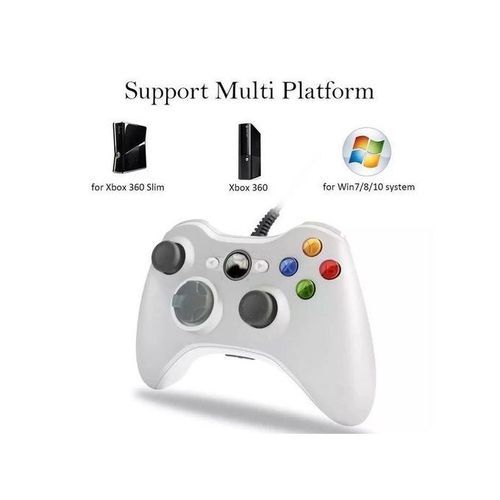 Support Multi Platform
for Xbox 360 Slim
Xbox 360
for Win7/8/10 system
Y
X
B
A